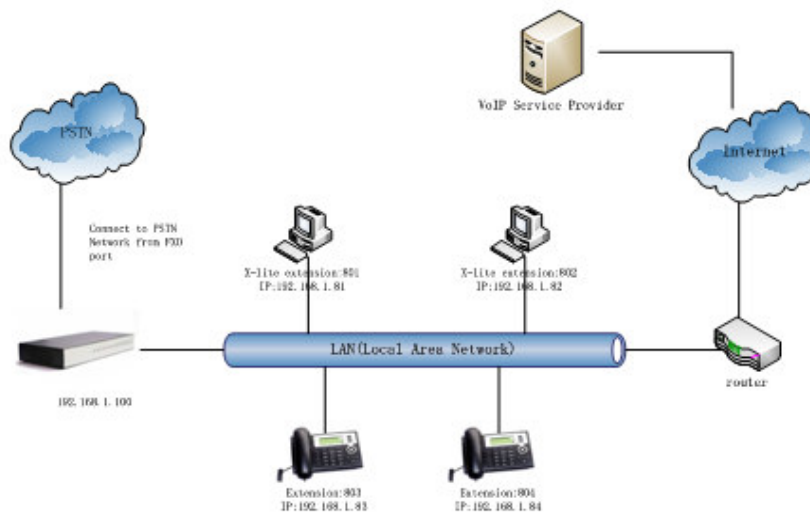 VoIP Service Provider
PSTN
Internet
Connect to PSTN
Network from FXO
port
X-lite extension:801
IP:192.168.1.81
X-lite extension:802
IP:192.168.1.82
LAN(Local Area Network)
192.168.1.100
router
Extension:803
IP:192.168.1.83
Extension:804
IP:192.168.1.84